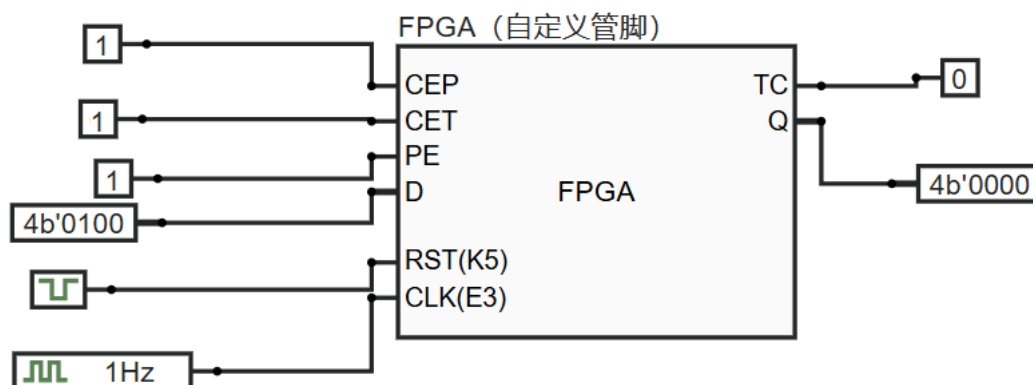 FPGA（自定义管脚）
1
CEP
TC
0
1
CET
Q
1
PE
4b'0100
D
FPGA
4b'0000
RST(K5)
CLK(E3)
1Hz